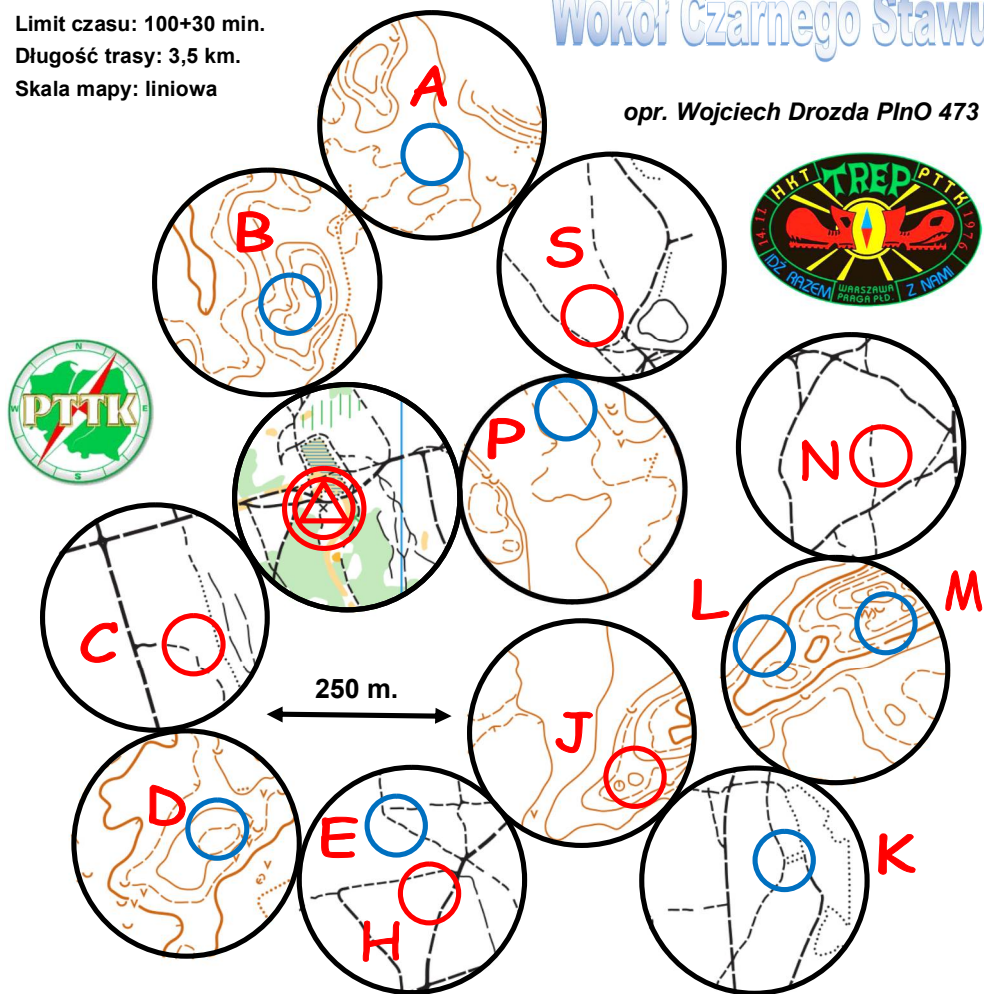 Limit czasu: 100+30 min.
Długość trasy: 3,5 km.
Skala mapy: liniowa
Wokół Czarnego Stawu
opr. Wojciech Drozda PInO 473
A
B
S
14.12 HKT TREP PTTK 1976
IDŹ RAZEM WARSZAWA PRAGA PŁD. Z NAMI
N
W PTTK E
S
P
N
C
L
M
250 m.
J
D
E
H
K